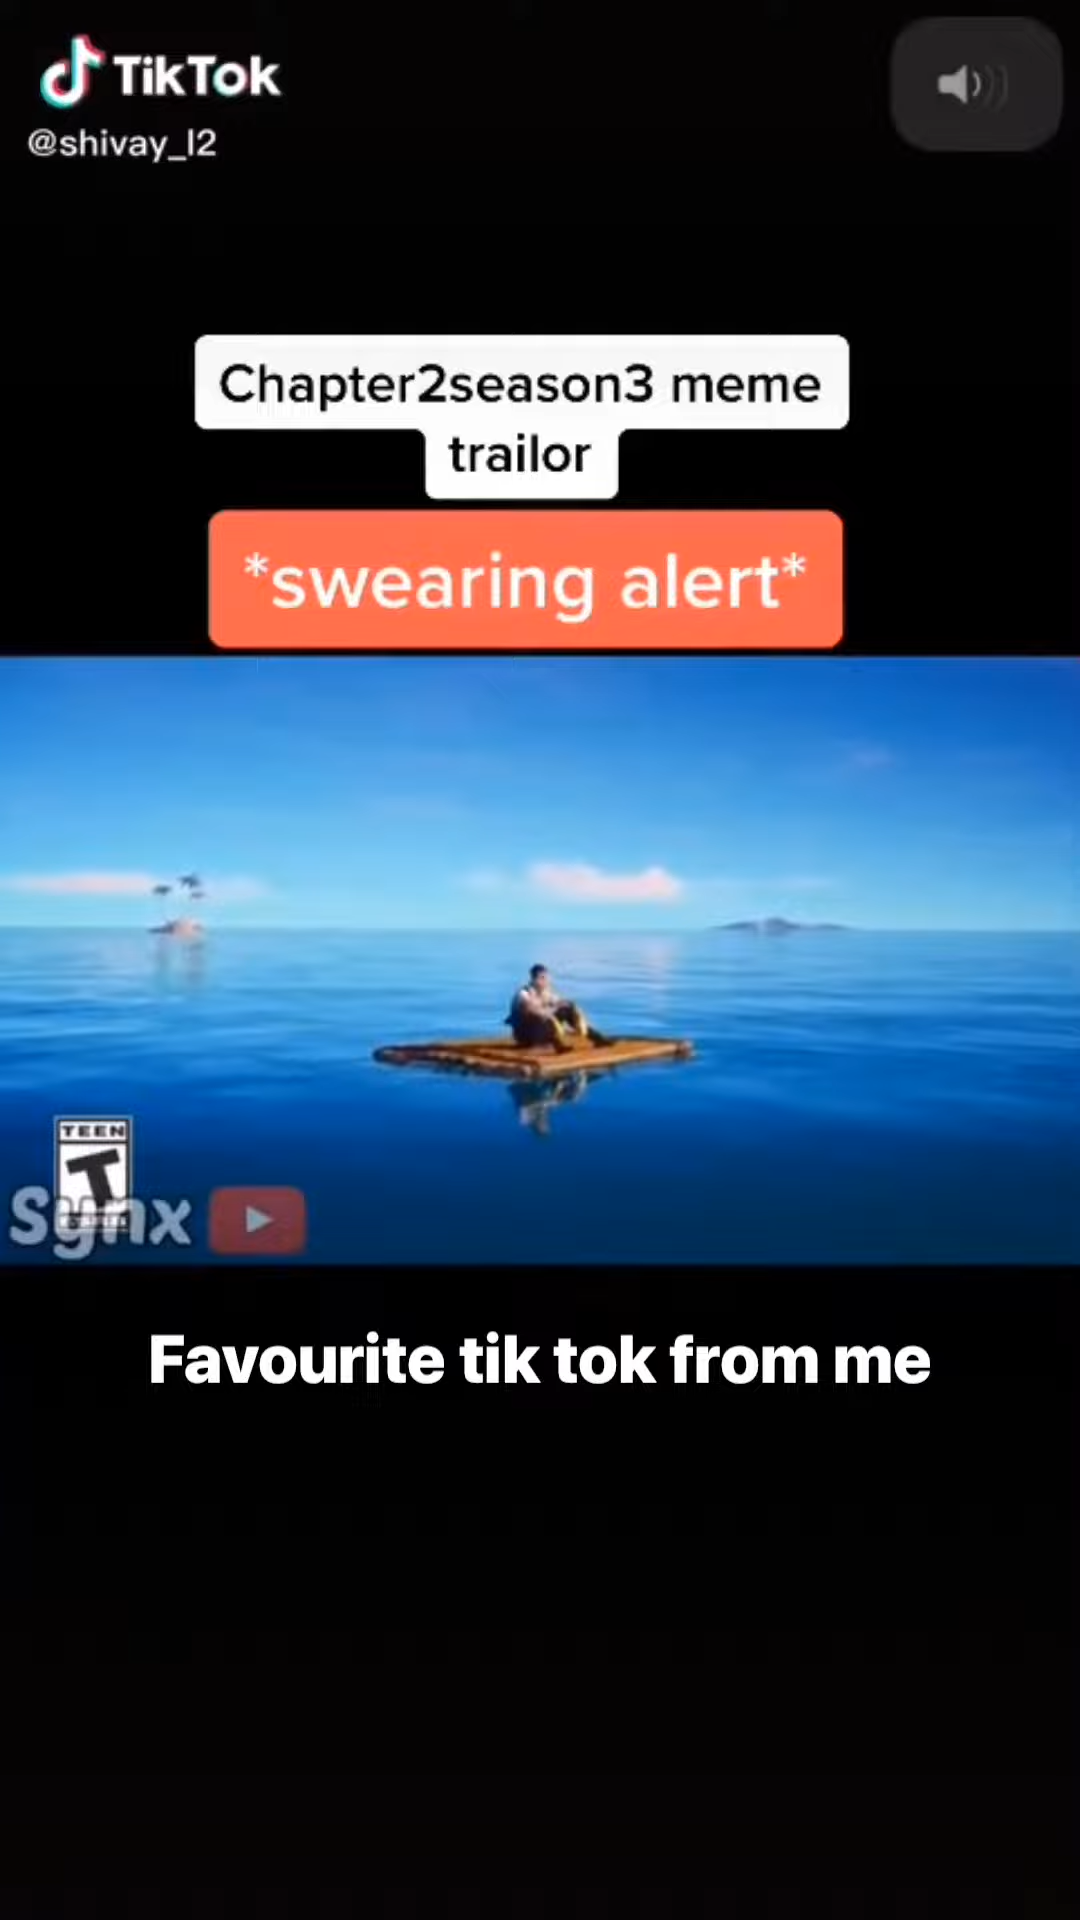 TikTok
@shivay_l2
Chapter2season3 meme
trailor
*swearing alert*
TEEN
T
Synx
Favourite tik tok from me